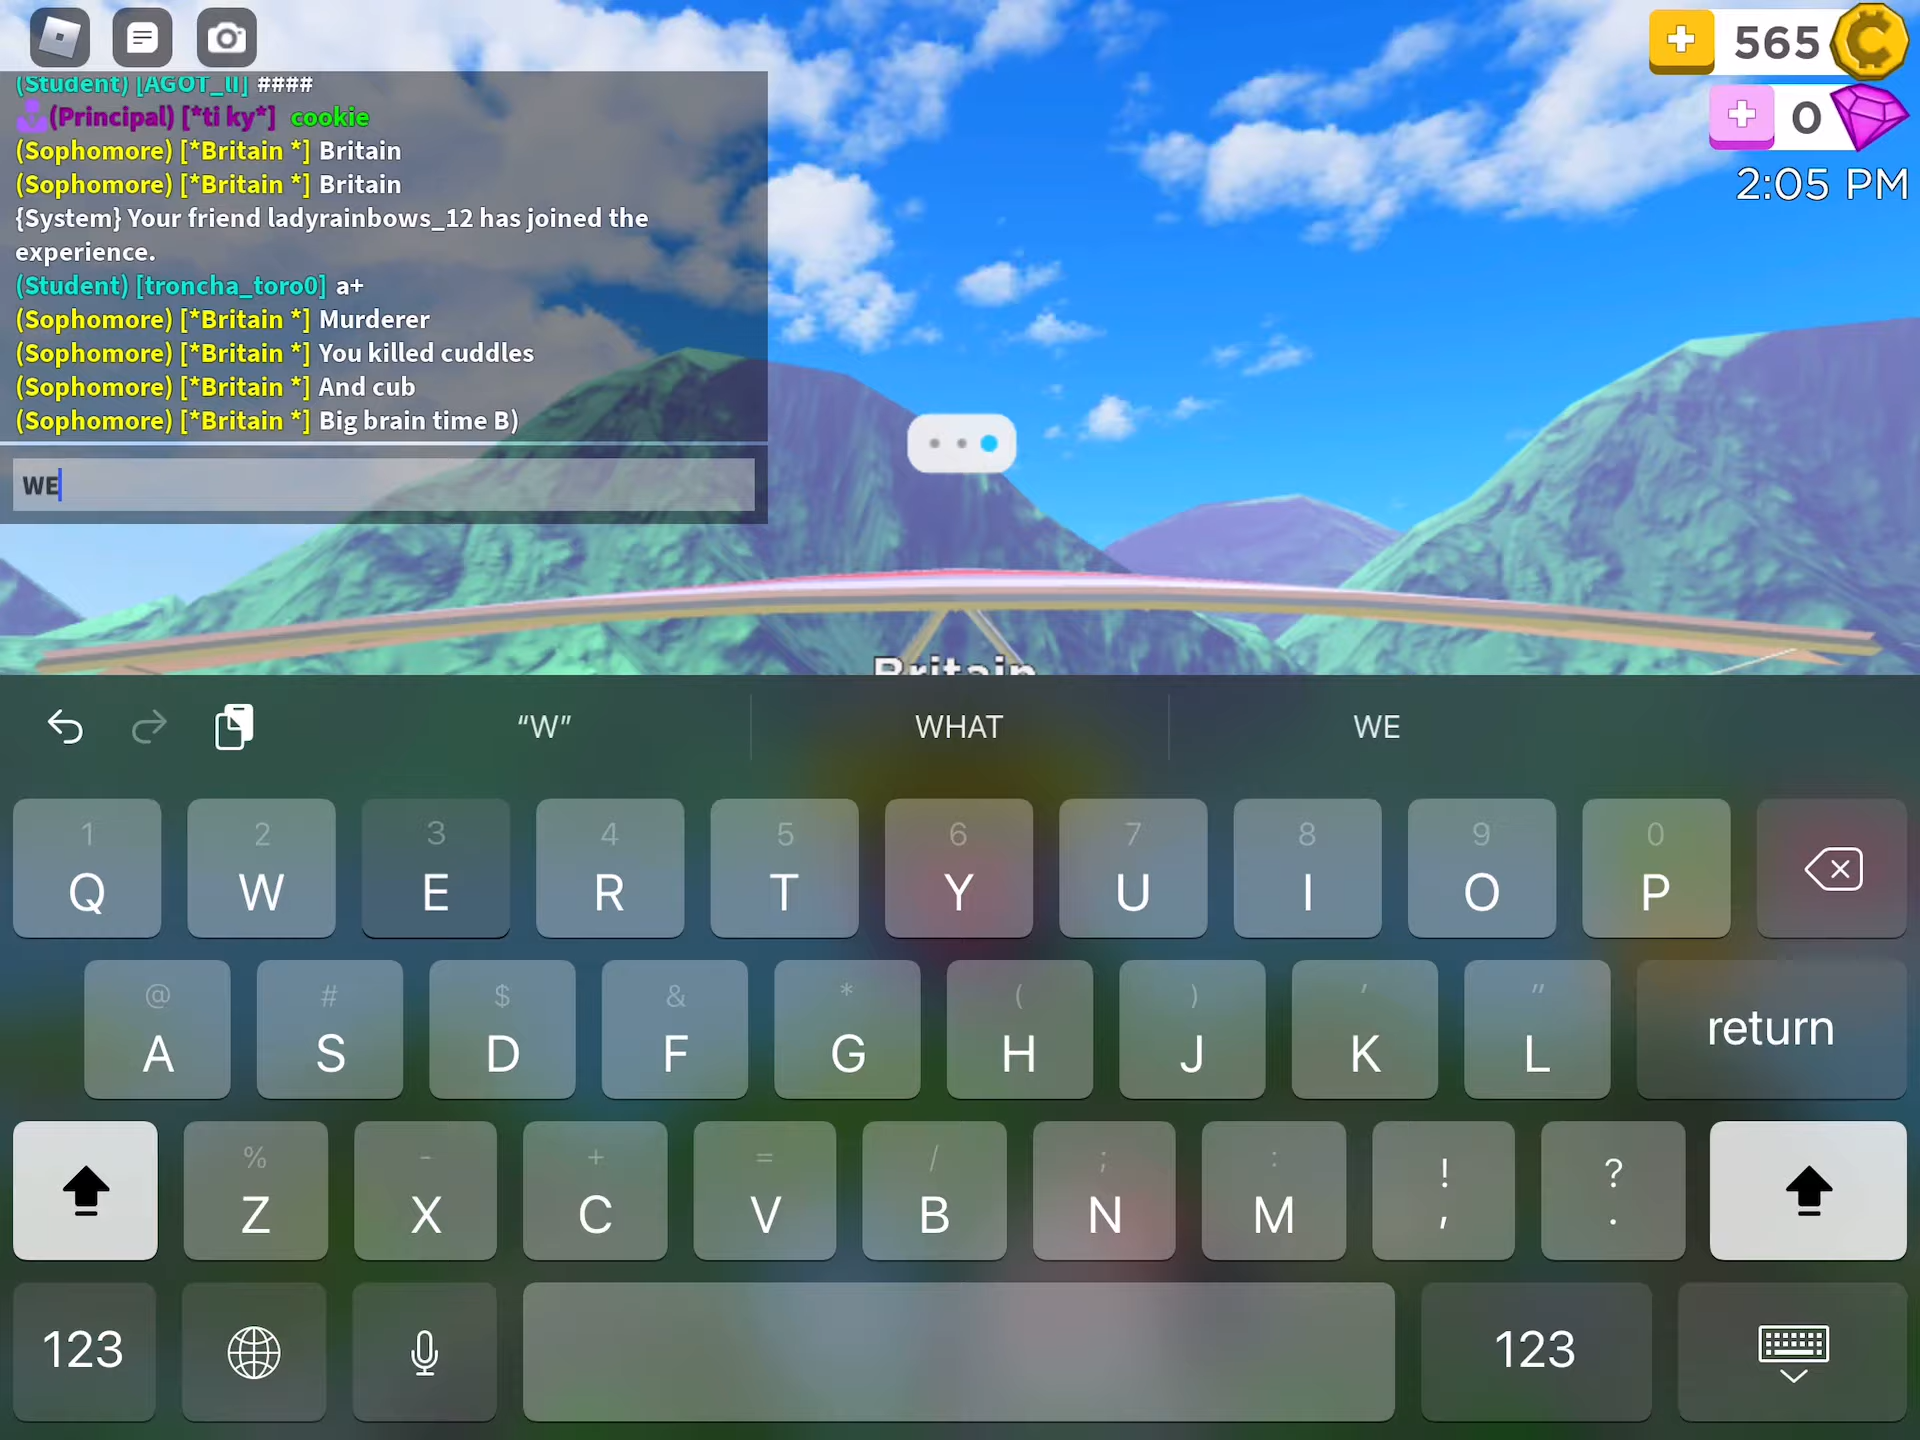 (Student) [AGOT_lI] ####
(Principal) [*ti ky*] cookie
(Sophomore) [*Britain *] Britain
(Sophomore) [*Britain *] Britain
{System} Your friend ladyrainbows_12 has joined the
experience.
(Student) [troncha_toro0] a+
(Sophomore) [*Britain *] Murderer
(Sophomore) [*Britain *] You killed cuddles
(Sophomore) [*Britain *] And cub
(Sophomore) [*Britain *] Big brain time B)
WE
565
0
2:05 PM
Britain
“W” WHAT WE
1 2 3 4 5 6 7 8 9 0
Q W E R T Y U I O P
@ # $ & * ( ) ' "
A S D F G H J K L return
% - + = / ; : ! ?
Z X C V B N M , .
123 123